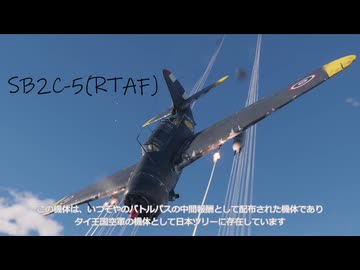 SB2C-5(RTAF)
この機体は、いつぞやのバトルパスの中間報酬として配布された機体であり
タイ王国空軍の機体として日本ツリーに存在しています